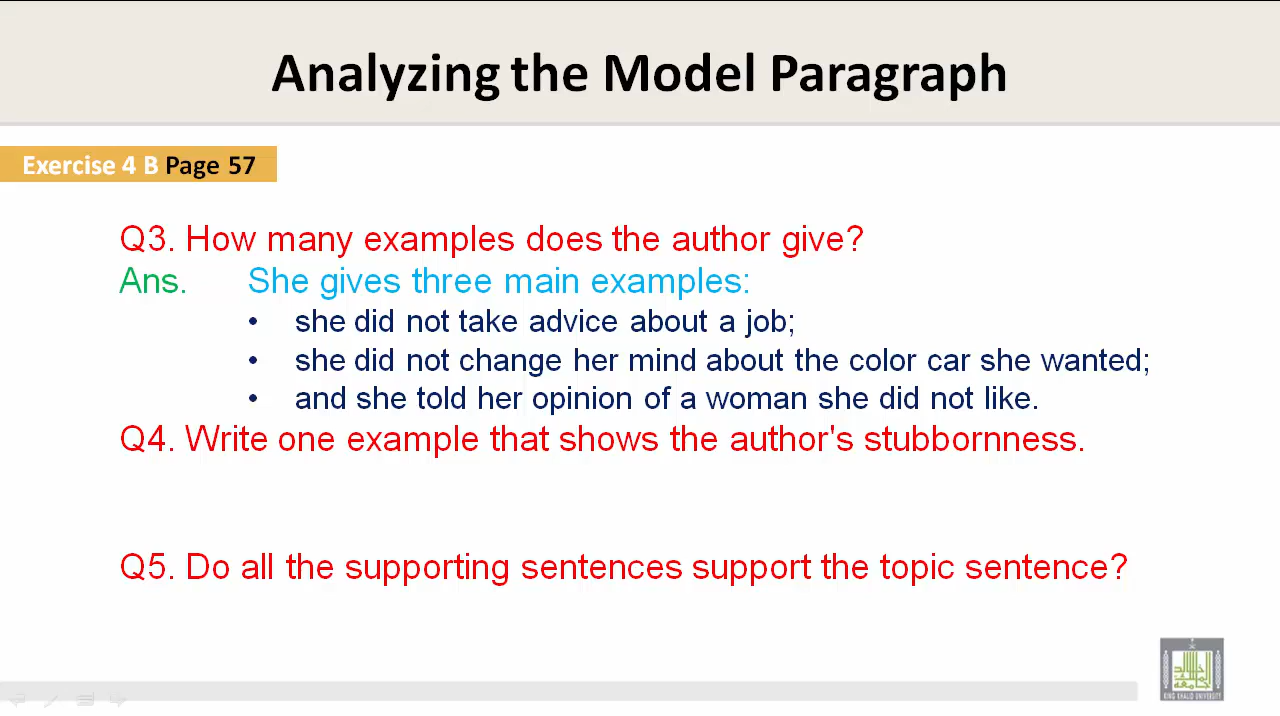 Analyzing the Model Paragraph
Exercise 4 B Page 57
Q3. How many examples does the author give?
Ans. She gives three main examples:
• she did not take advice about a job;
• she did not change her mind about the color car she wanted;
• and she told her opinion of a woman she did not like.
Q4. Write one example that shows the author's stubbornness.
Q5. Do all the supporting sentences support the topic sentence?
KING KHALID UNIVERSITY